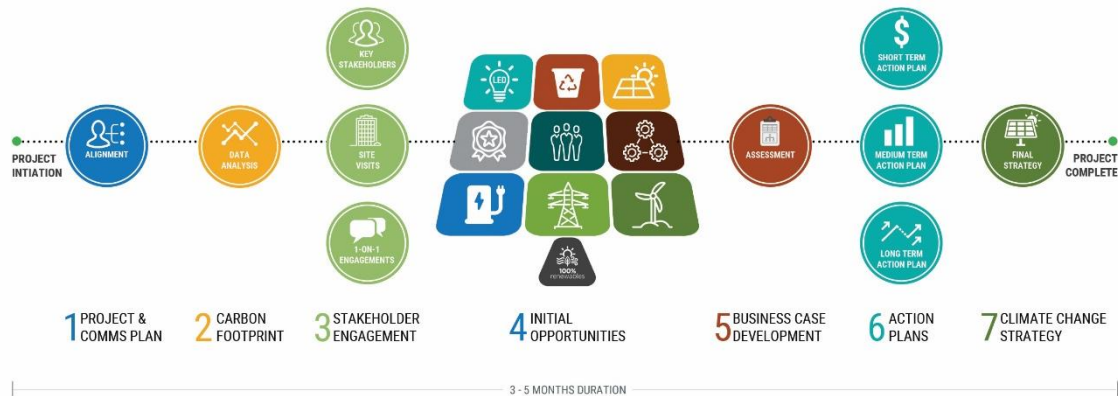 KEY
STAKEHOLDERS
$
SHORT TERM
ACTION PLAN
LED
PROJECT
INTIATION
ALIGNMENT
DATA
ANALYSIS
SITE
VISITS
ASSESSMENT
MEDIUM TERM
ACTION PLAN
FINAL
STRATEGY
PROJECT
COMPLETE
1-ON-1
ENGAGEMENTS
100%
renewables
LONG TERM
ACTION PLAN
1 PROJECT &
COMMS PLAN
2 CARBON
FOOTPRINT
3 STAKEHOLDER
ENGAGEMENT
4 INITIAL
OPPORTUNITIES
5 BUSINESS CASE
DEVELOPMENT
6 ACTION
PLANS
7 CLIMATE CHANGE
STRATEGY
3 - 5 MONTHS DURATION